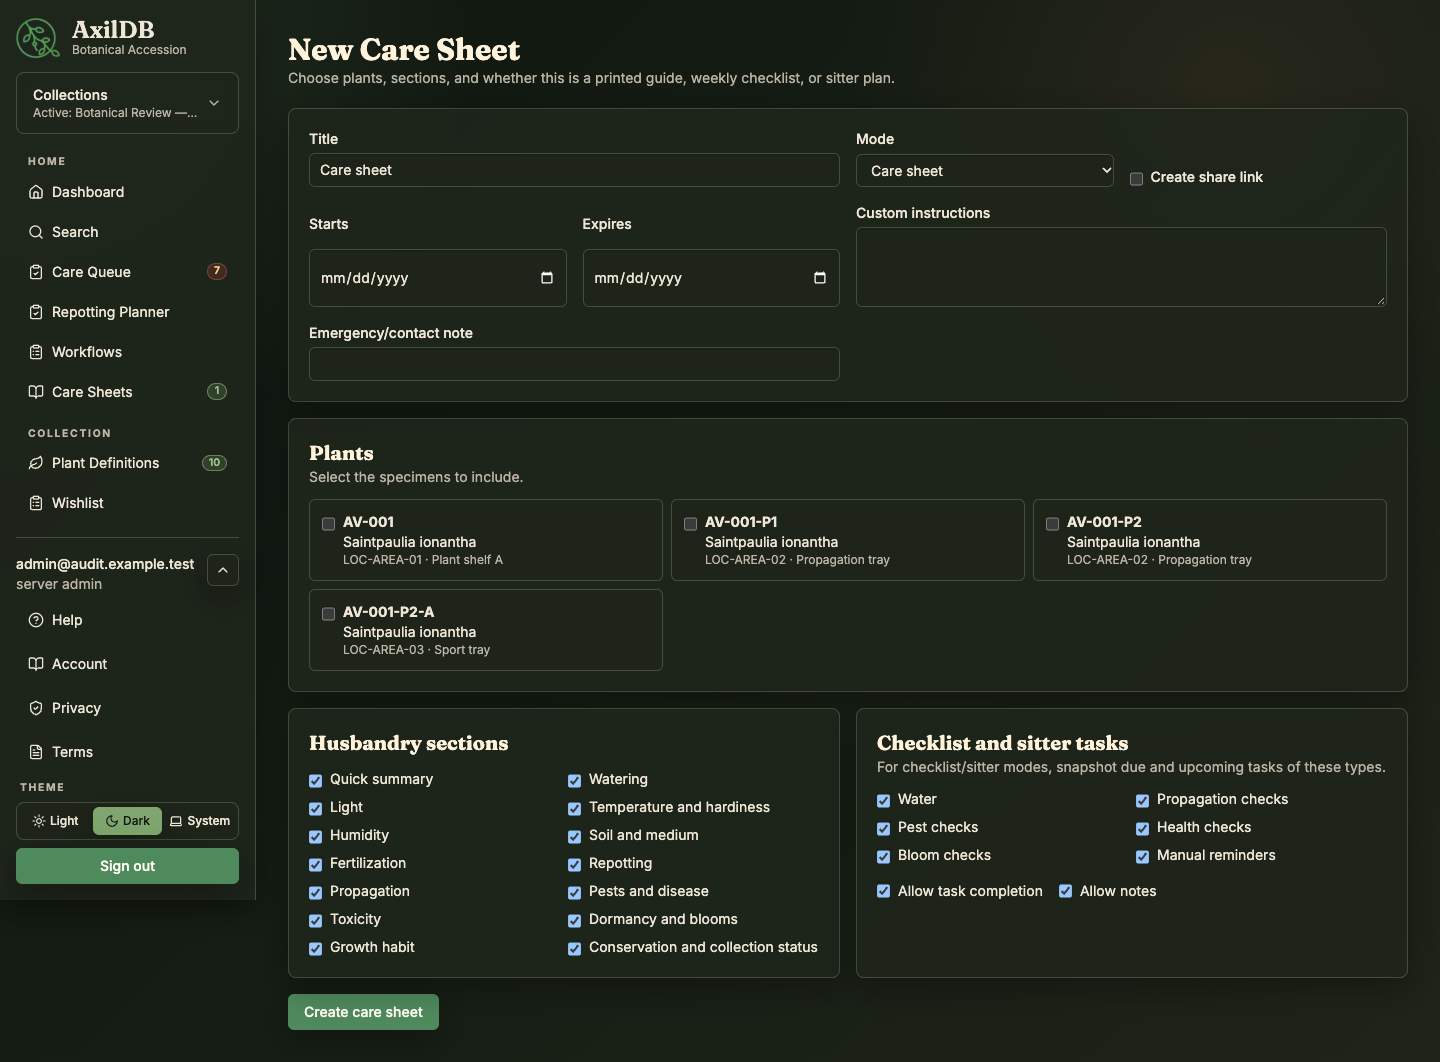 AxilDB
Botanical Accession
Collections
Active: Botanical Review —...
HOME
Dashboard
Search
Care Queue
7
Repotting Planner
Workflows
Care Sheets
1
COLLECTION
Plant Definitions
10
Wishlist
admin@audit.example.test
server admin
Help
Account
Privacy
Terms
THEME
Light
Dark
System
Sign out
New Care Sheet
Choose plants, sections, and whether this is a printed guide, weekly checklist, or sitter plan.
Title
Care sheet
Mode
Care sheet
Create share link
Starts
mm/dd/yyyy
Expires
mm/dd/yyyy
Custom instructions
Emergency/contact note
Plants
Select the specimens to include.
AV-001
Saintpaulia ionantha
LOC-AREA-01 · Plant shelf A
AV-001-P1
Saintpaulia ionantha
LOC-AREA-02 · Propagation tray
AV-001-P2
Saintpaulia ionantha
LOC-AREA-02 · Propagation tray
AV-001-P2-A
Saintpaulia ionantha
LOC-AREA-03 · Sport tray
Husbandry sections
Quick summary
Watering
Light
Temperature and hardiness
Humidity
Soil and medium
Fertilization
Repotting
Propagation
Pests and disease
Toxicity
Dormancy and blooms
Growth habit
Conservation and collection status
Checklist and sitter tasks
For checklist/sitter modes, snapshot due and upcoming tasks of these types.
Water
Propagation checks
Pest checks
Health checks
Bloom checks
Manual reminders
Allow task completion
Allow notes
Create care sheet